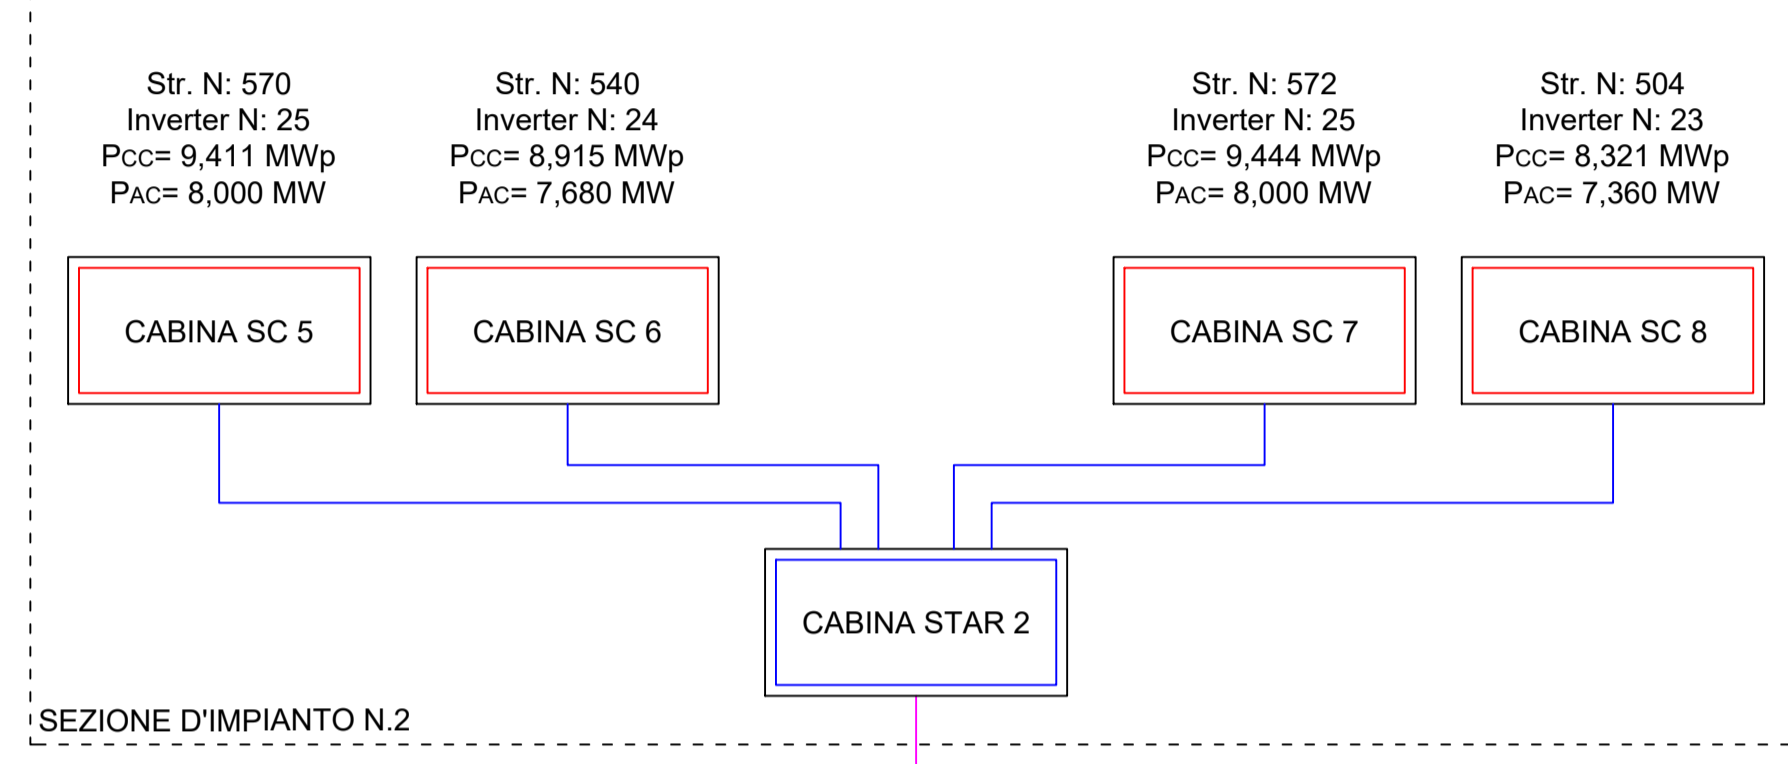 Str. N: 570
Inverter N: 25
PCC= 9,411 MWp
PAC= 8,000 MW
Str. N: 540
Inverter N: 24
PCC= 8,915 MWp
PAC= 7,680 MW
Str. N: 572
Inverter N: 25
PCC= 9,444 MWp
PAC= 8,000 MW
Str. N: 504
Inverter N: 23
PCC= 8,321 MWp
PAC= 7,360 MW
CABINA SC 5
CABINA SC 6
CABINA SC 7
CABINA SC 8
CABINA STAR 2
SEZIONE D'IMPIANTO N.2